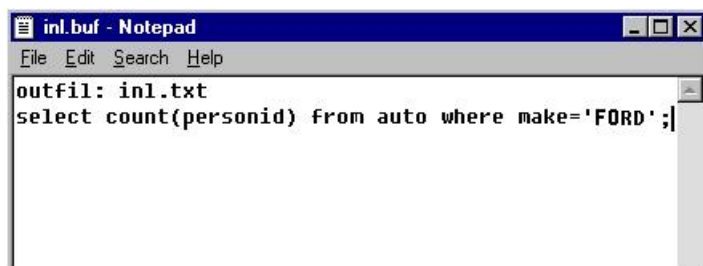 inl.buf - Notepad
File Edit Search Help
outfil: inl.txt
select count(personid) from auto where make='FORD';